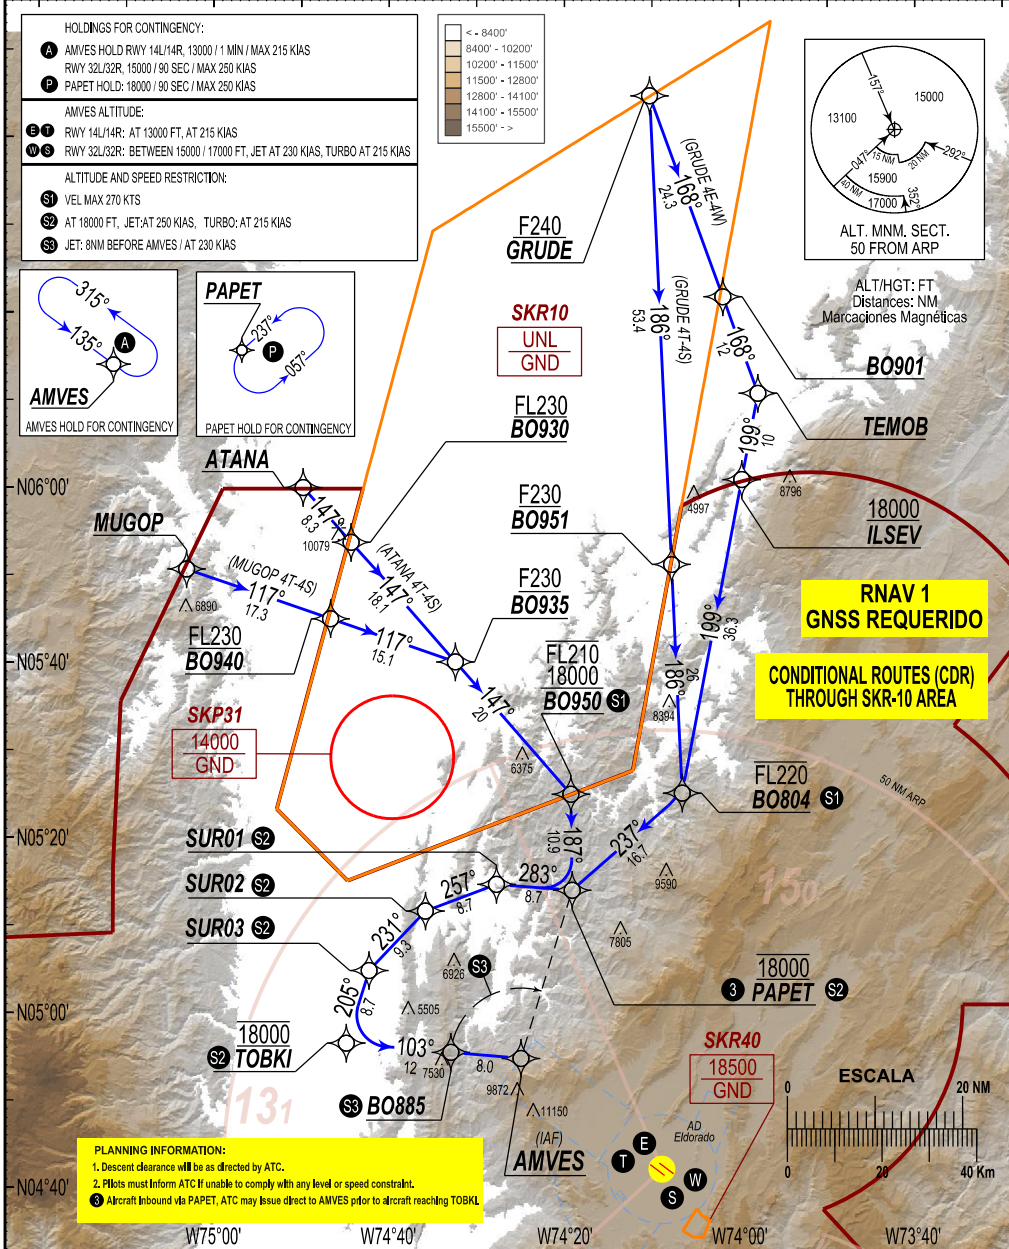 HOLDINGS FOR CONTINGENCY:
A AMVES HOLD RWY 14L/14R, 13000 / 1 MIN / MAX 215 KIAS
RWY 32L/32R, 15000 / 90 SEC / MAX 250 KIAS
P PAPET HOLD: 18000 / 90 SEC / MAX 250 KIAS
AMVES ALTITUDE:
E T RWY 14L/14R: AT 13000 FT, AT 215 KIAS
W S RWY 32L/32R: BETWEEN 15000 / 17000 FT, JET AT 230 KIAS, TURBO AT 215 KIAS
ALTITUDE AND SPEED RESTRICTION:
S1 VEL MAX 270 KTS
S2 AT 18000 FT, JET:AT 250 KIAS, TURBO: AT 215 KIAS
S3 JET: 8NM BEFORE AMVES / AT 230 KIAS
< - 8400'
8400' - 10200'
10200' - 11500'
11500' - 12800'
12800' - 14100'
14100' - 15500'
15500' - >
157°
15000
13100
047°
15 NM
20 NM
292°
40 NM
15900
17000
352°
ALT. MNM. SECT.
50 FROM ARP
ALT/HGT: FT
Distances: NM
Marcaciones Magnéticas
315°
135°
A
AMVES
AMVES HOLD FOR CONTINGENCY
PAPET
237°
P
057°
PAPET HOLD FOR CONTINGENCY
F240
GRUDE
(GRUDE 4E-4W)
168°
24.3
(GRUDE 4T-4S)
186°
53.4
168°
12
BO901
TEMOB
199°
10
SKR10
UNL
GND
FL230
BO930
ATANA
147°
8.3
10079
MUGOP
(MUGOP 4T-4S)
117°
17.3
6890
(ATANA 4T-4S)
147°
18.1
F230
BO951
4997
8796
18000
ILSEV
F230
BO935
FL230
BO940
117°
15.1
199°
36.3
RNAV 1
GNSS REQUERIDO
CONDITIONAL ROUTES (CDR)
THROUGH SKR-10 AREA
FL210
18000
BO950 S1
147°
20
186°
26
8394
6375
SKP31
14000
GND
FL220
BO804 S1
50 NM ARP
187°
10.9
237°
16.7
9590
150
SUR01 S2
SUR02 S2
SUR03 S2
283°
8.7
257°
8.7
231°
9.3
205°
8.7
7805
6926
S3
5505
18000
3 PAPET S2
18000
S2 TOBKI
103°
12
7530
8.0
9872
11150
S3 BO885
131
(IAF)
AMVES
SKR40
18500
GND
AD
Eldorado
E
T
W
S
ESCALA
0
20 NM
0
20
40 Km
PLANNING INFORMATION:
1. Descent clearance will be as directed by ATC.
2. Pilots must inform ATC if unable to comply with any level or speed constraint.
3 Aircraft inbound via PAPET, ATC may issue direct to AMVES prior to aircraft reaching TOBKI.
N06°00'
N05°40'
N05°20'
N05°00'
N04°40'
W75°00'
W74°40'
W74°20'
W74°00'
W73°40'